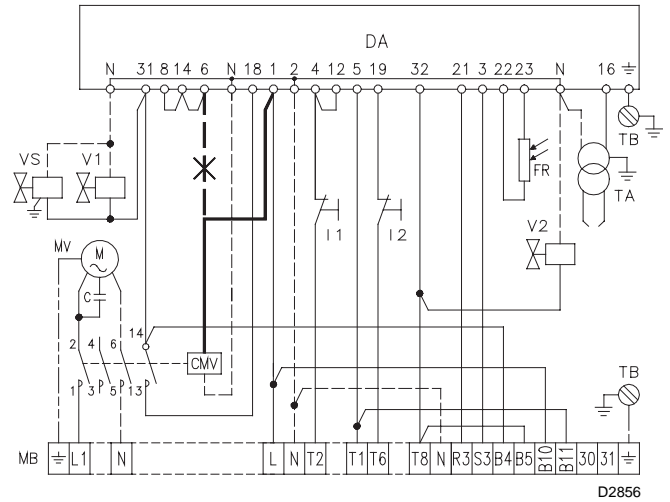 DA
N 31 8 14 6 N 18 1 2 4 12 5 19 32 21 3 22 23 N 16
TB
VS V1
FR
TA
I1 I2
V2
MV
M
C
14
2 4 6
CMV
1 3 5 13
TB
MB L1 N L N T2 T1 T6 T8 N R3 S3 B4 B5 B10 B11 30 31
D2856